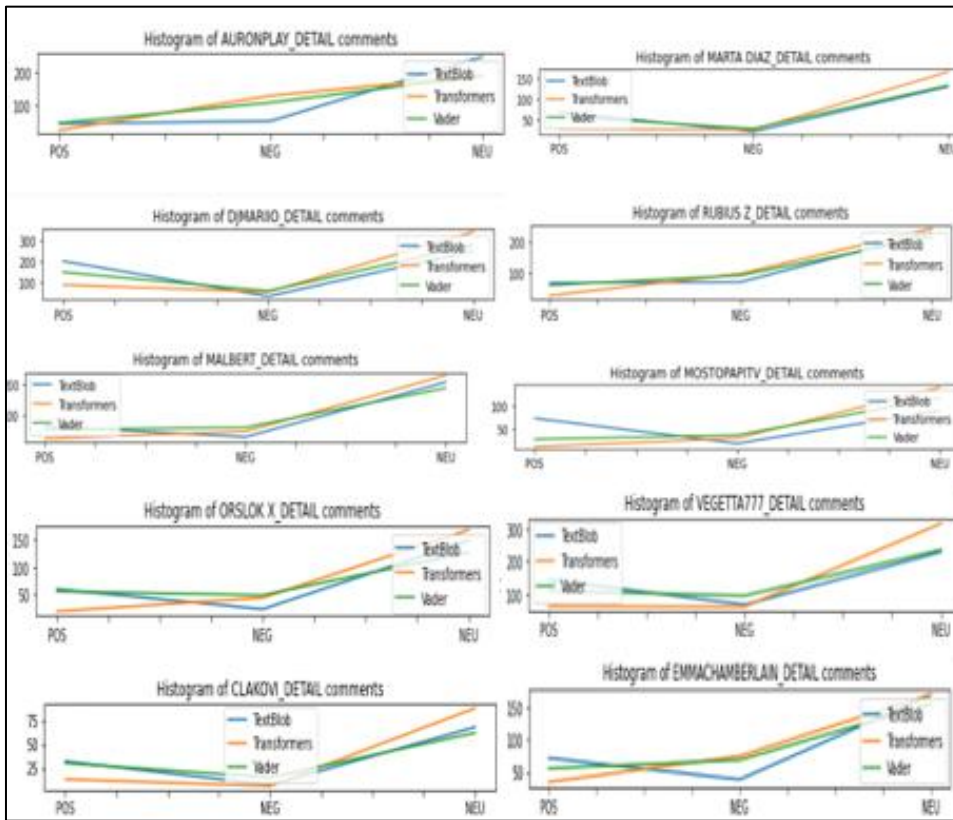 Histogram of AURONPLAY_DETAIL comments
200
100
TextBlob
Transformers
Vader
POS NEG NEU
Histogram of MARTA DIAZ_DETAIL comments
150
100
50
TextBlob
Transformers
Vader
POS NEG NEU
Histogram of DJMARIIO_DETAIL comments
300
200
100
TextBlob
Transformers
Vader
POS NEG NEU
Histogram of RUBIUS Z_DETAIL comments
200
100
TextBlob
Transformers
Vader
POS NEG NEU
Histogram of MALBERT_DETAIL comments
TextBlob
Transformers
Vader
POS NEG NEU
Histogram of MOSTOPAPITV_DETAIL comments
100
50
TextBlob
Transformers
Vader
POS NEG NEU
Histogram of ORSLOK X_DETAIL comments
150
100
50
TextBlob
Transformers
Vader
POS NEG NEU
Histogram of VEGETTA777_DETAIL comments
300
200
100
TextBlob
Transformers
Vader
POS NEG NEU
Histogram of CLAKOVI_DETAIL comments
75
50
25
TextBlob
Transformers
Vader
POS NEG NEU
Histogram of EMMACHAMBERLAIN_DETAIL comments
150
100
50
TextBlob
Transformers
Vader
POS NEG NEU